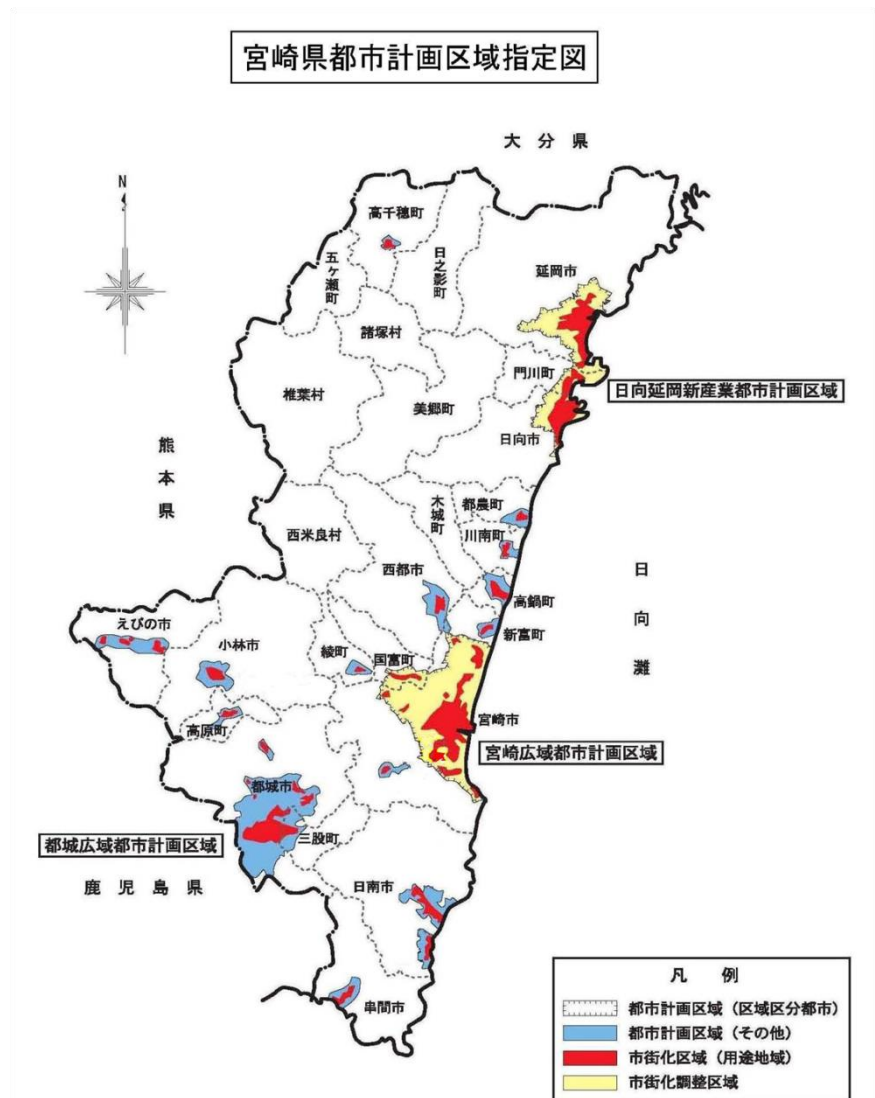 宮崎県都市計画区域指定図
大分県
N
高千穂町
五ヶ瀬町
日之影町
延岡市
諸塚村
門川町
日向延岡新産業都市計画区域
椎葉村
美郷町
日向市
熊本県
木城町
都農町
西米良村
川南町
西都市
日向灘
高鍋町
えびの市
新富町
小林市
綾町
国富町
宮崎市
高原町
宮崎広域都市計画区域
都城市
三股町
都城広域都市計画区域
鹿児島県
日南市
串間市
凡例
都市計画区域（区域区分都市）
都市計画区域（その他）
市街化区域（用途地域）
市街化調整区域